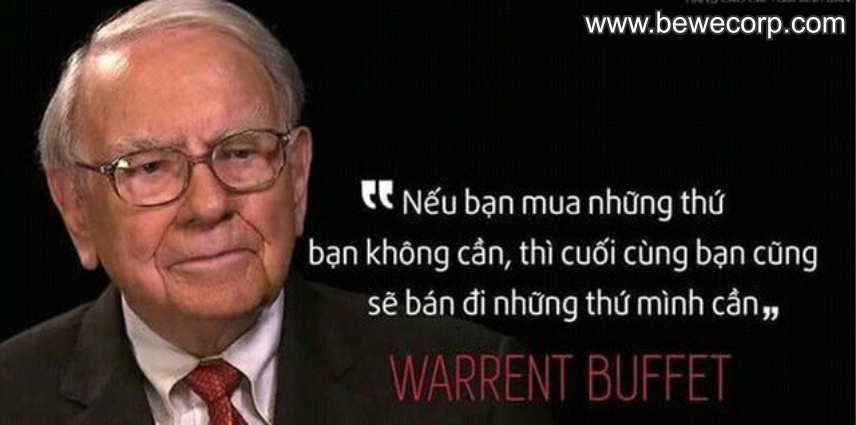 www.bewecorp.com
“ Nếu bạn mua những thứ
bạn không cần, thì cuối cùng bạn cũng
sẽ bán đi những thứ mình cần„
WARRENT BUFFET